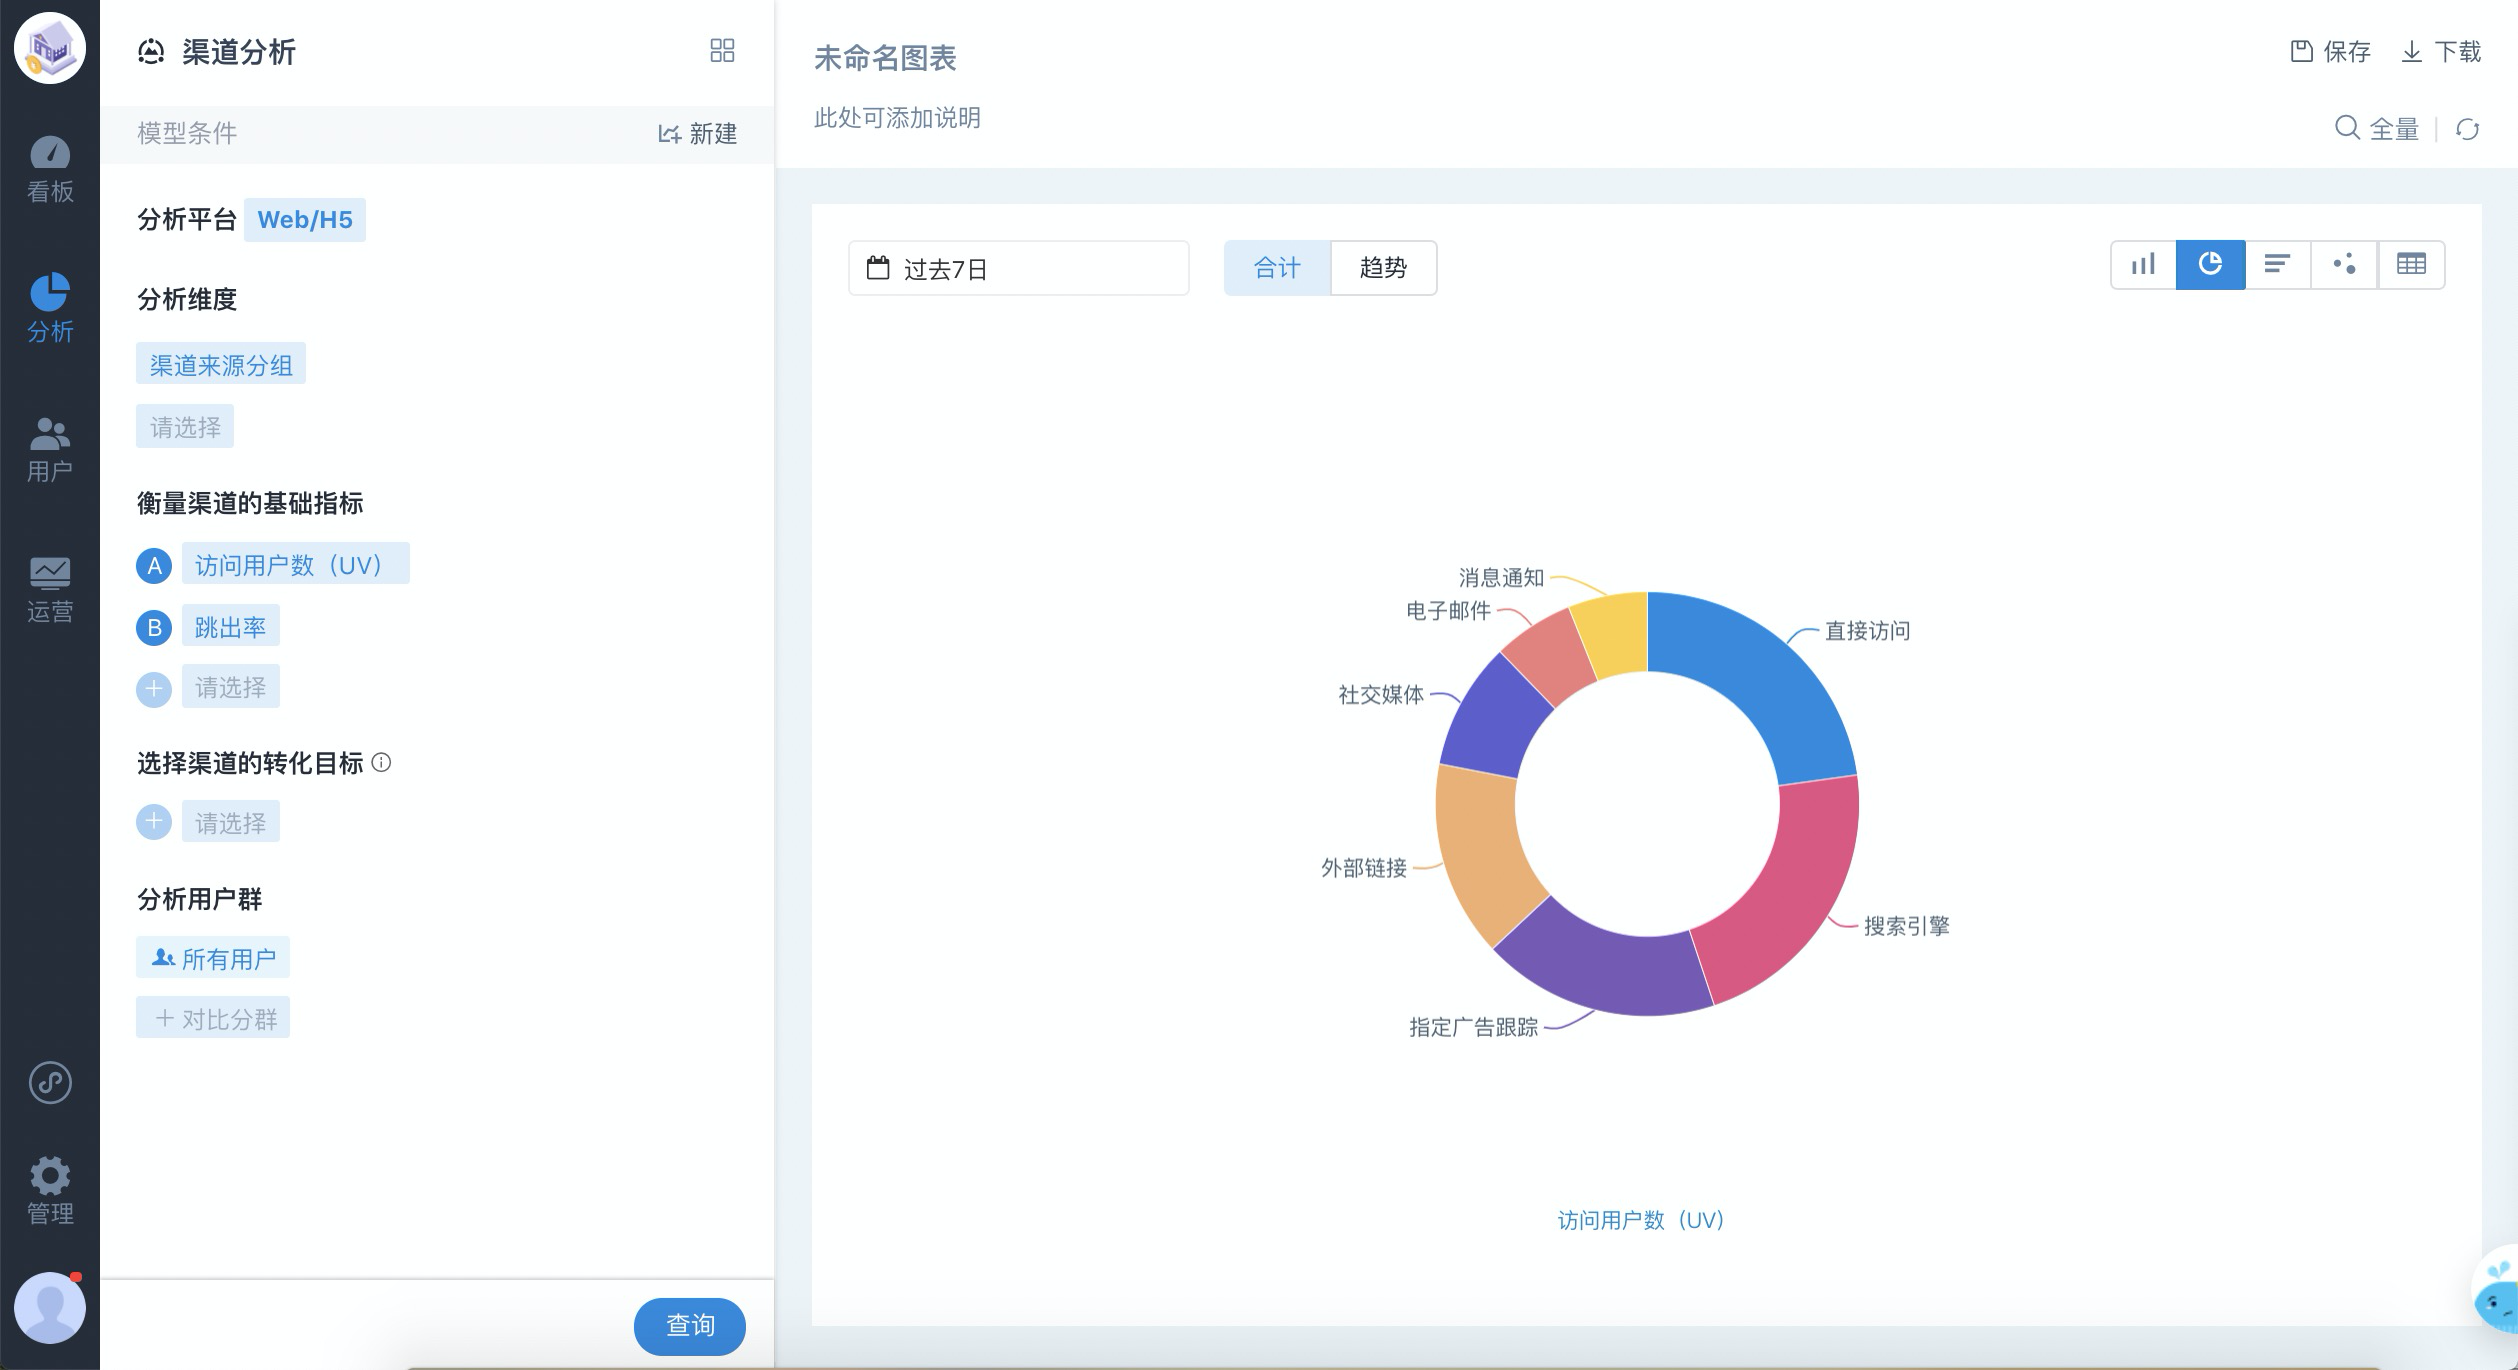 看板
分析
用户
运营
管理
渠道分析
模型条件
新建
分析平台 Web/H5
分析维度
渠道来源分组
请选择
衡量渠道的基础指标
A 访问用户数（UV）
B 跳出率
请选择
选择渠道的转化目标
请选择
分析用户群
所有用户
对比分群
查询
未命名图表
保存 下载
此处可添加说明
全量
过去7日
合计 趋势
消息通知
电子邮件
直接访问
社交媒体
外部链接
搜索引擎
指定广告跟踪
访问用户数（UV）